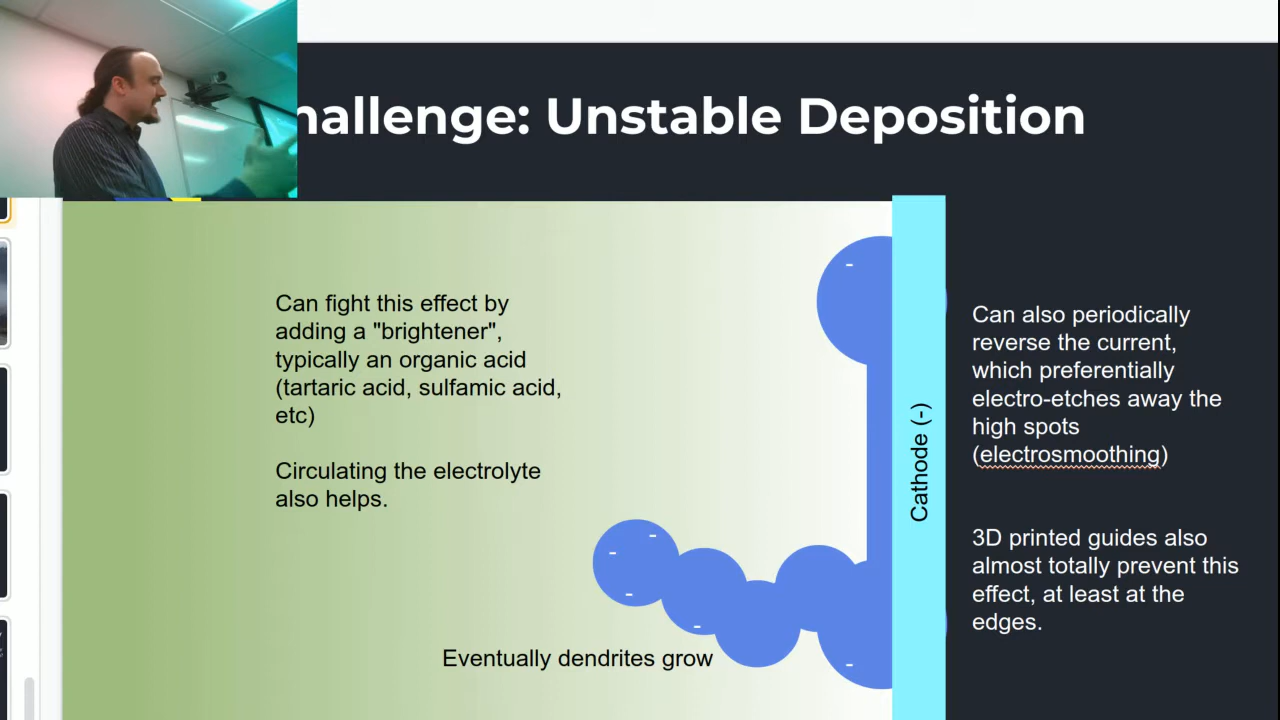 hallenge: Unstable Deposition
Can fight this effect by
adding a "brightener",
typically an organic acid
(tartaric acid, sulfamic acid,
etc)
Circulating the electrolyte
also helps.
Eventually dendrites grow
Cathode (-)
Can also periodically
reverse the current,
which preferentially
electro-etches away the
high spots
(electrosmoothing)
3D printed guides also
almost totally prevent this
effect, at least at the
edges.
-
-
-
-
-
-